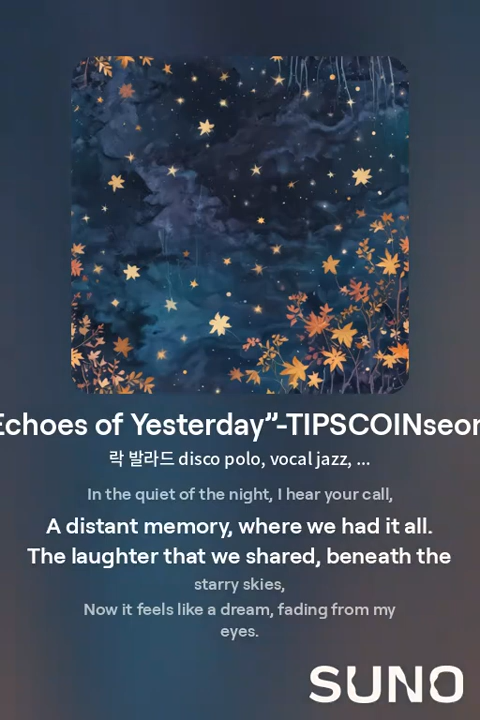 Echoes of Yesterday”-TIPSCOINseor
락 발라드 disco polo, vocal jazz, ...
In the quiet of the night, I hear your call,
A distant memory, where we had it all.
The laughter that we shared, beneath the
starry skies,
Now it feels like a dream, fading from my
eyes.
SUNO